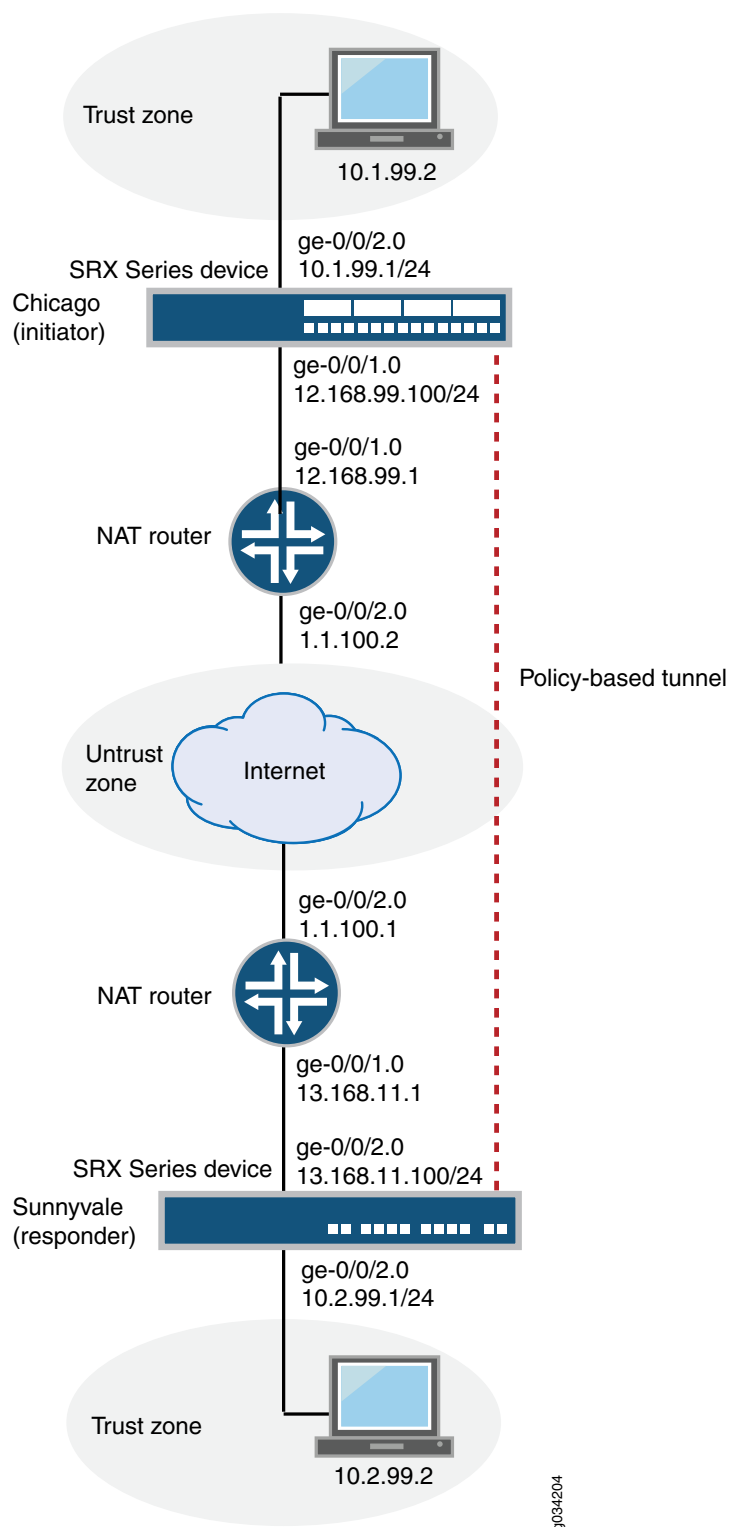 Trust zone
10.1.99.2
ge-0/0/2.0
10.1.99.1/24
SRX Series device
Chicago
(initiator)
ge-0/0/1.0
12.168.99.100/24
ge-0/0/1.0
12.168.99.1
NAT router
ge-0/0/2.0
1.1.100.2
Policy-based tunnel
Untrust
zone
Internet
ge-0/0/2.0
1.1.100.1
NAT router
ge-0/0/1.0
13.168.11.1
ge-0/0/2.0
13.168.11.100/24
SRX Series device
Sunnyvale
(responder)
ge-0/0/2.0
10.2.99.1/24
Trust zone
10.2.99.2
g034204